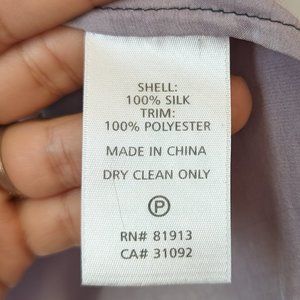 SHELL:
100% SILK
TRIM:
100% POLYESTER
MADE IN CHINA
DRY CLEAN ONLY
P
RN# 81913
CA# 31092